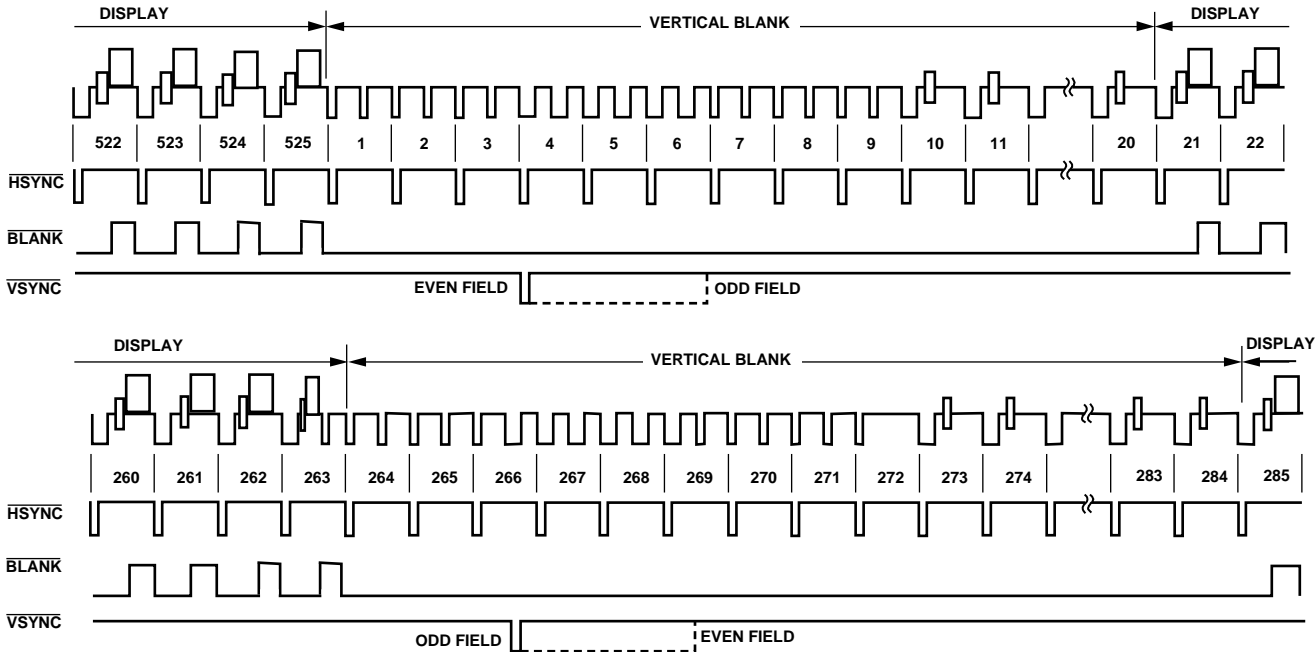 DISPLAY VERTICAL BLANK DISPLAY
522 523 524 525 1 2 3 4 5 6 7 8 9 10 11 20 21 22
HSYNC
BLANK
VSYNC
EVEN FIELD ODD FIELD
DISPLAY VERTICAL BLANK DISPLAY
260 261 262 263 264 265 266 267 268 269 270 271 272 273 274 283 284 285
HSYNC
BLANK
VSYNC
ODD FIELD EVEN FIELD